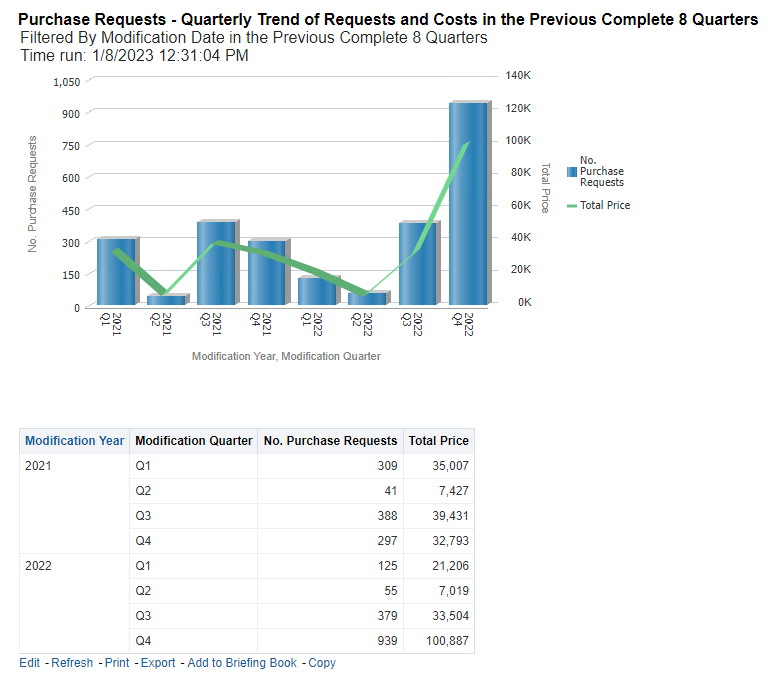 Purchase Requests - Quarterly Trend of Requests and Costs in the Previous Complete 8 Quarters
Filtered By Modification Date in the Previous Complete 8 Quarters
Time run: 1/8/2023 12:31:04 PM
1,050
900
750
600
450
300
150
0
No. Purchase Requests
140K
120K
100K
80K
60K
40K
20K
0K
Total Price
No. Purchase Requests
Total Price
Q1 2021
Q2 2021
Q3 2021
Q4 2021
Q1 2022
Q2 2022
Q3 2022
Q4 2022
Modification Year, Modification Quarter
Modification Year Modification Quarter No. Purchase Requests Total Price
2021 Q1 309 35,007
Q2 41 7,427
Q3 388 39,431
Q4 297 32,793
2022 Q1 125 21,206
Q2 55 7,019
Q3 379 33,504
Q4 939 100,887
Edit - Refresh - Print - Export - Add to Briefing Book - Copy